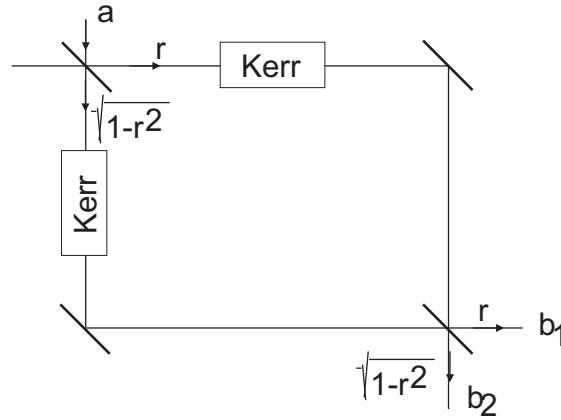 a
r
Kerr
√1-r²
Kerr
r
b₁
√1-r²
b₂